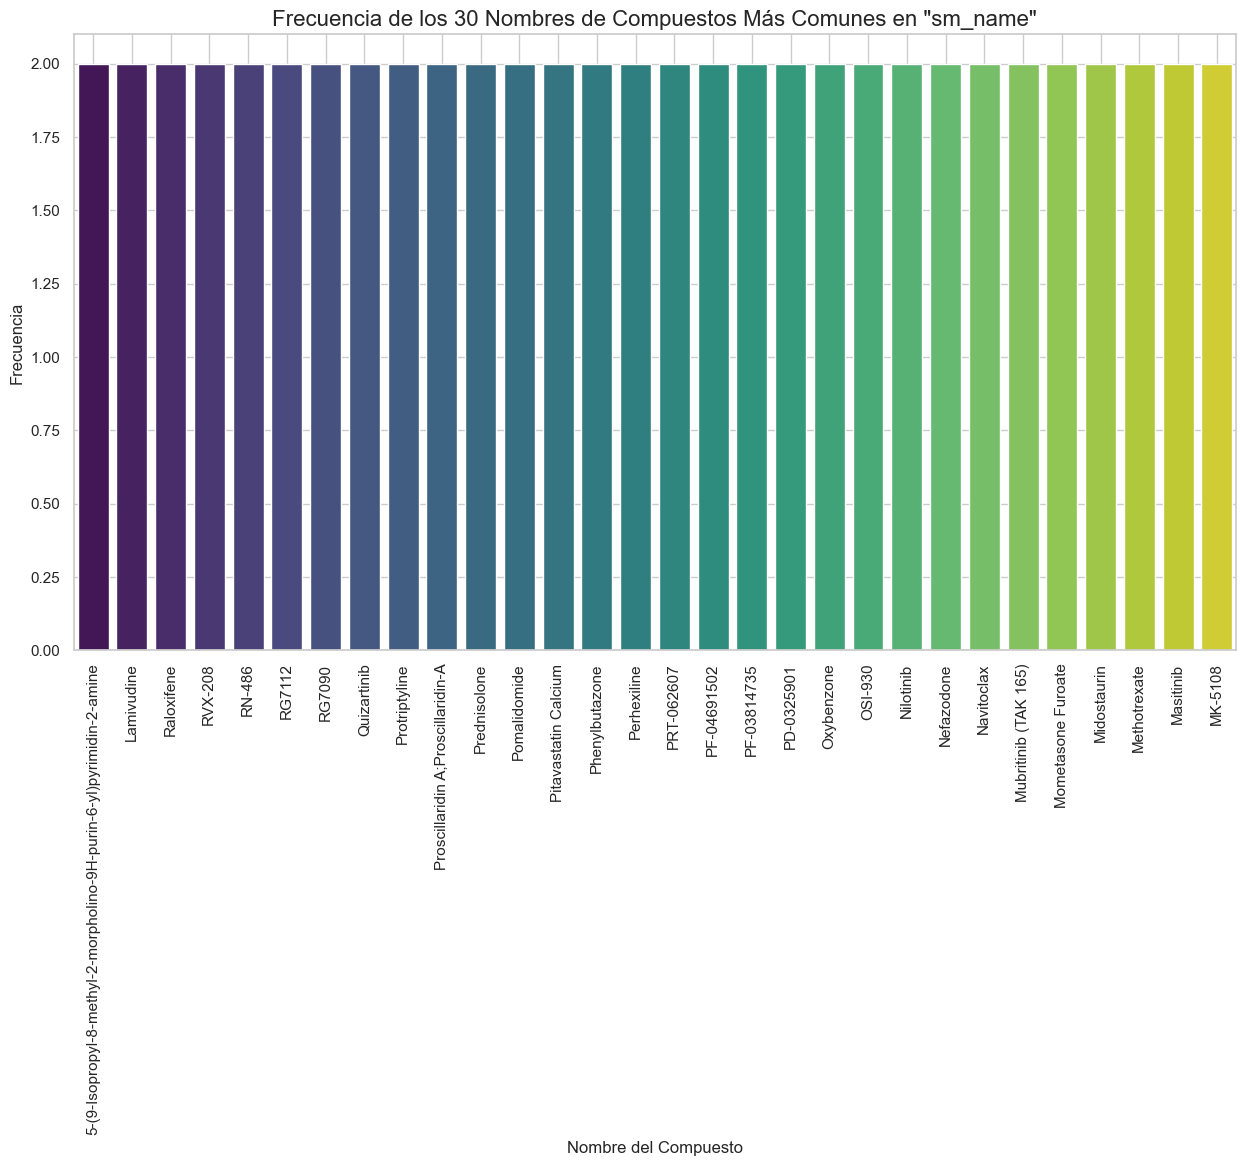 Frecuencia de los 30 Nombres de Compuestos Más Comunes en "sm_name"
Frecuencia
2.00
1.75
1.50
1.25
1.00
0.75
0.50
0.25
0.00
5-(9-Isopropyl-8-methyl-2-morpholino-9H-purin-6-yl)pyrimidin-2-amine
Lamivudine
Raloxifene
RVX-208
RN-486
RG7112
RG7090
Quizartinib
Protriptyline
Proscillaridin A;Proscillaridin-A
Prednisolone
Pomalidomide
Pitavastatin Calcium
Phenylbutazone
Perhexiline
PRT-062607
PF-04691502
PF-03814735
PD-0325901
Oxybenzone
OSI-930
Nilotinib
Nefazodone
Navitoclax
Mubritinib (TAK 165)
Mometasone Furoate
Midostaurin
Methotrexate
Masitinib
MK-5108
Nombre del Compuesto